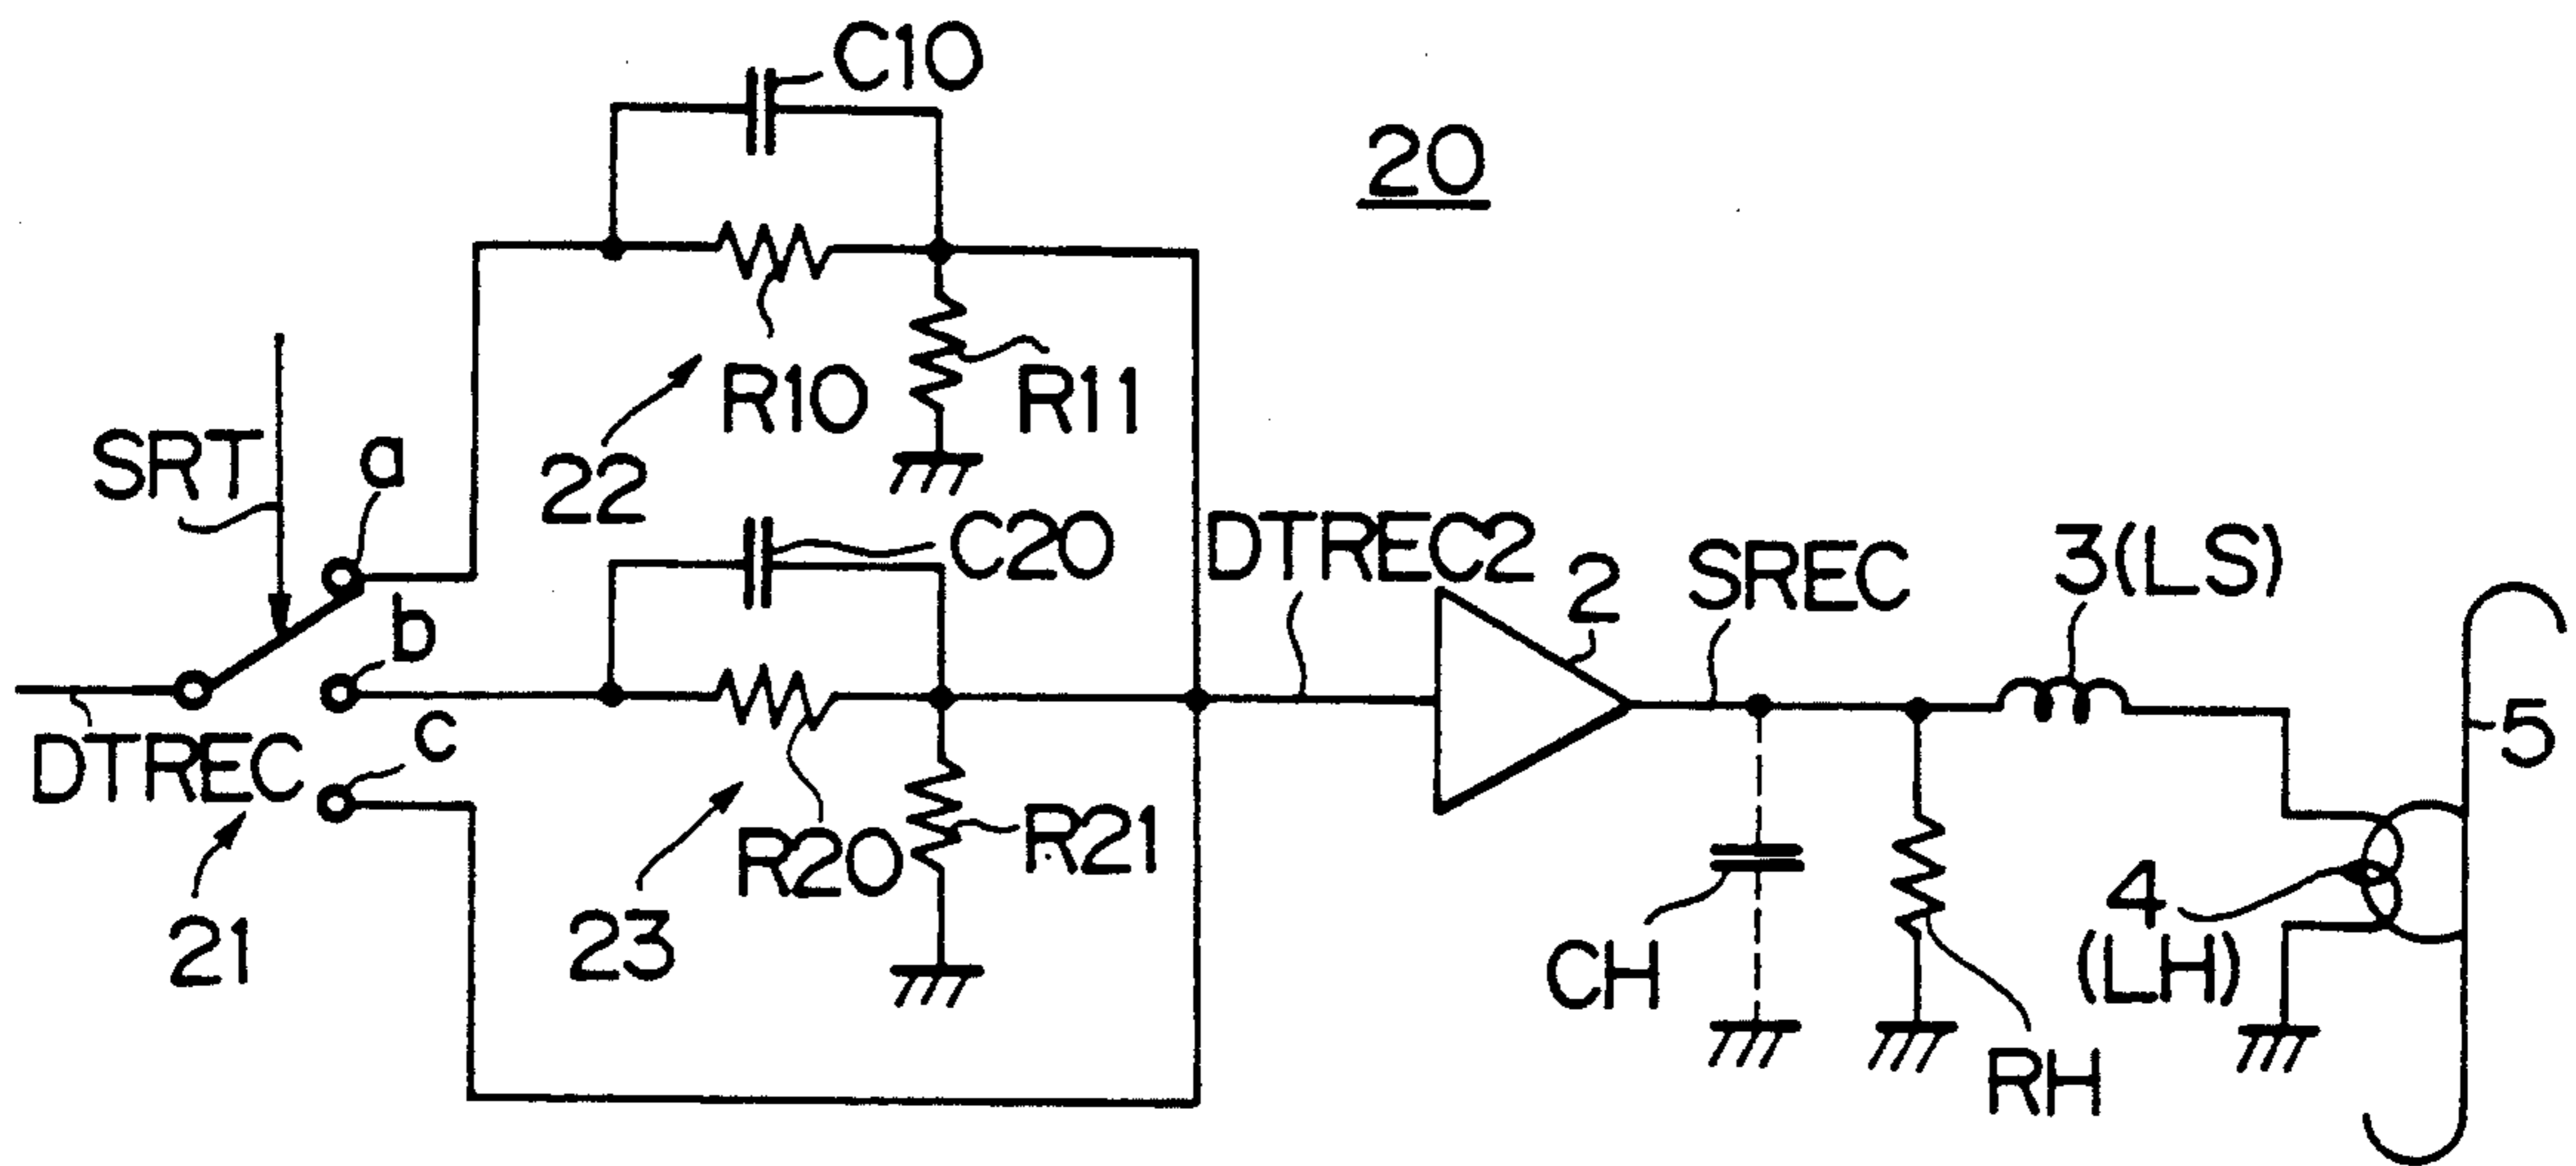 C10
20
R10
R11
22
SRT
a
C20
DTREC2
2
SREC
3(LS)
b
5
DTREC
c
R20
R21
21
23
CH
4
(LH)
RH